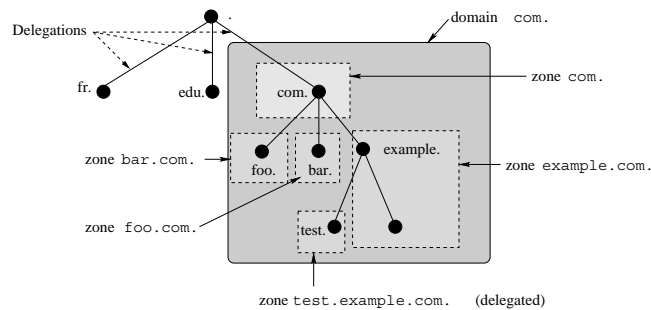 .
domain com.
Delegations
zone com.
fr.
edu.
com.
zone bar.com.
foo.
bar.
example.
zone example.com.
zone foo.com.
test.
zone test.example.com. (delegated)